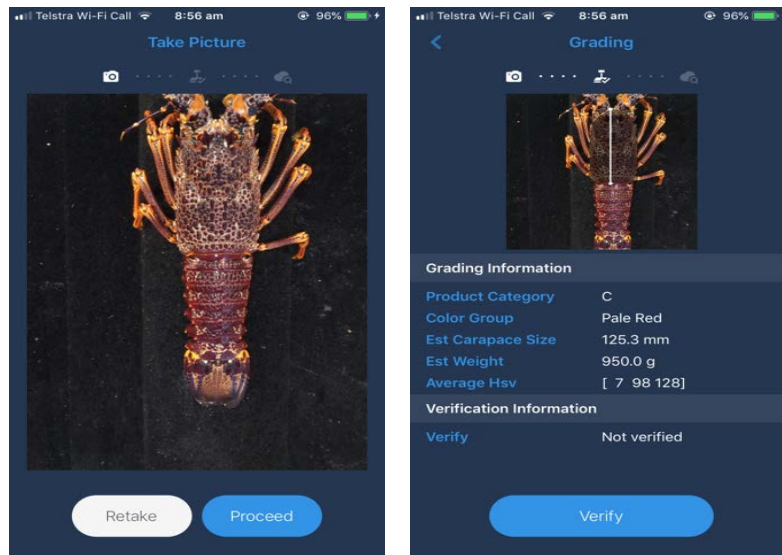 Telstra Wi-Fi Call 8:56 am 96%
Take Picture
Retake Proceed
Telstra Wi-Fi Call 8:56 am 96%
Grading
Grading Information
Product Category C
Color Group Pale Red
Est Carapace Size 125.3 mm
Est Weight 950.0 g
Average Hsv [ 7 98 128]
Verification Information
Verify Not verified
Verify